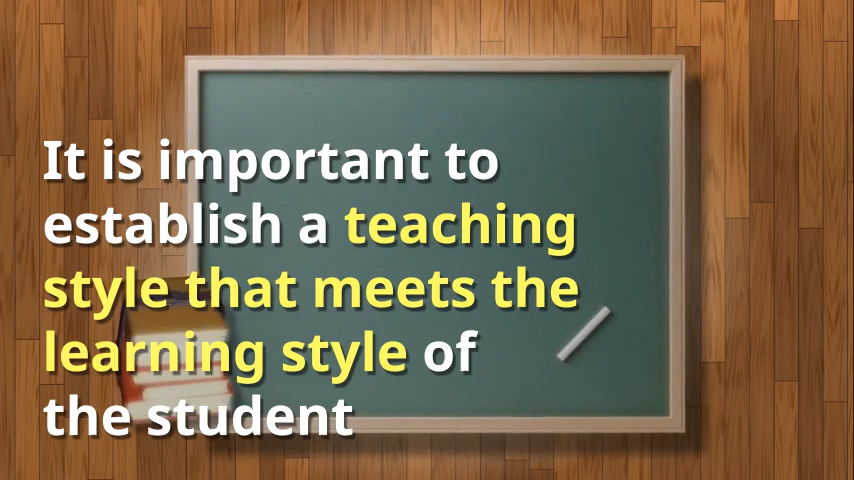 It is important to
establish a teaching
style that meets the
learning style of
the student